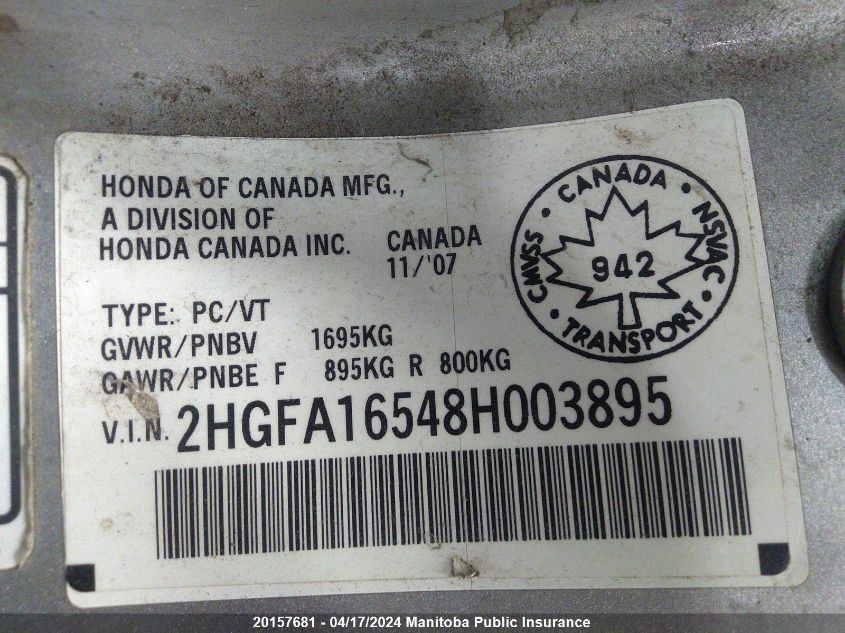 HONDA OF CANADA MFG.,
A DIVISION OF
HONDA CANADA INC. CANADA
11/'07
TYPE: PC/VT
GVWR/PNBV 1695KG
GAWR/PNBE F 895KG R 800KG
V.I.N. 2HGFA16548H003895
CANADA · NSVAC · TRANSPORT · CMVSS ·
942
20157681 - 04/17/2024 Manitoba Public Insurance